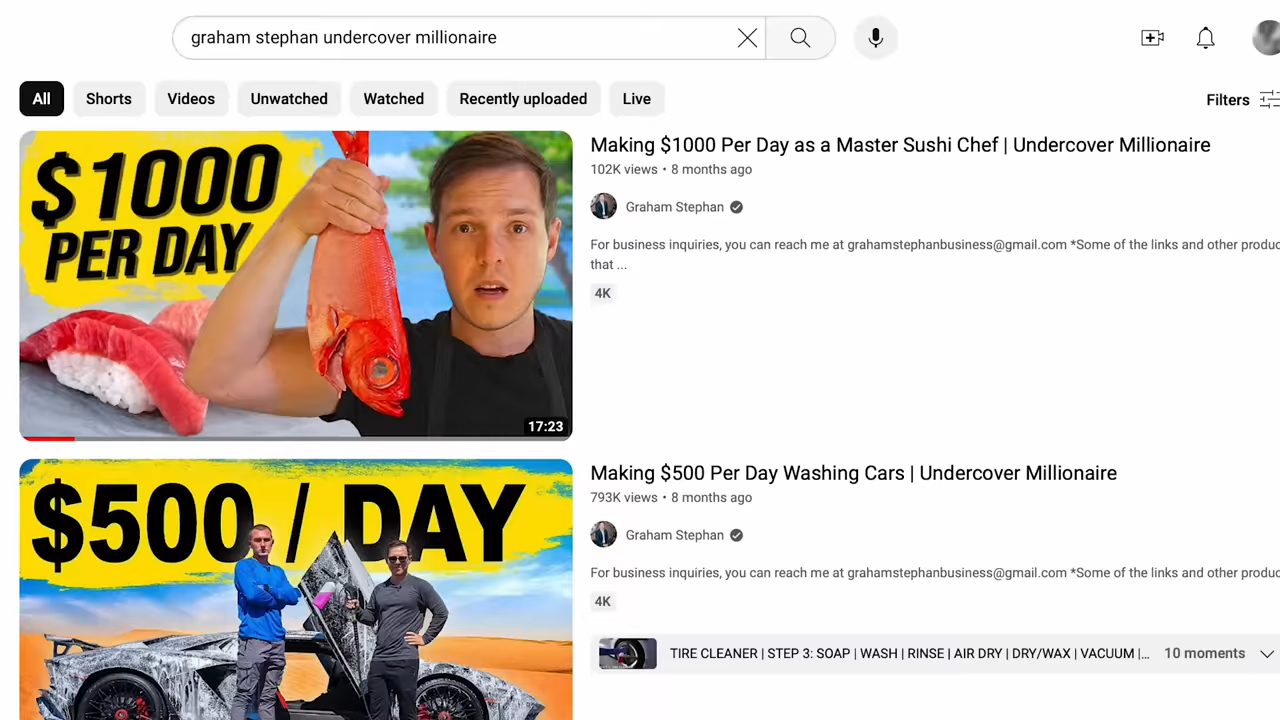 graham stephan undercover millionaire
All
Shorts
Videos
Unwatched
Watched
Recently uploaded
Live
Filters
$1000
PER DAY
17:23
Making $1000 Per Day as a Master Sushi Chef | Undercover Millionaire
102K views • 8 months ago
Graham Stephan
For business inquiries, you can reach me at grahamstephanbusiness@gmail.com *Some of the links and other produc
that ...
4K
$500 / DAY
Making $500 Per Day Washing Cars | Undercover Millionaire
793K views • 8 months ago
Graham Stephan
For business inquiries, you can reach me at grahamstephanbusiness@gmail.com *Some of the links and other produc
4K
TIRE CLEANER | STEP 3: SOAP | WASH | RINSE | AIR DRY | DRY/WAX | VACUUM |...
10 moments